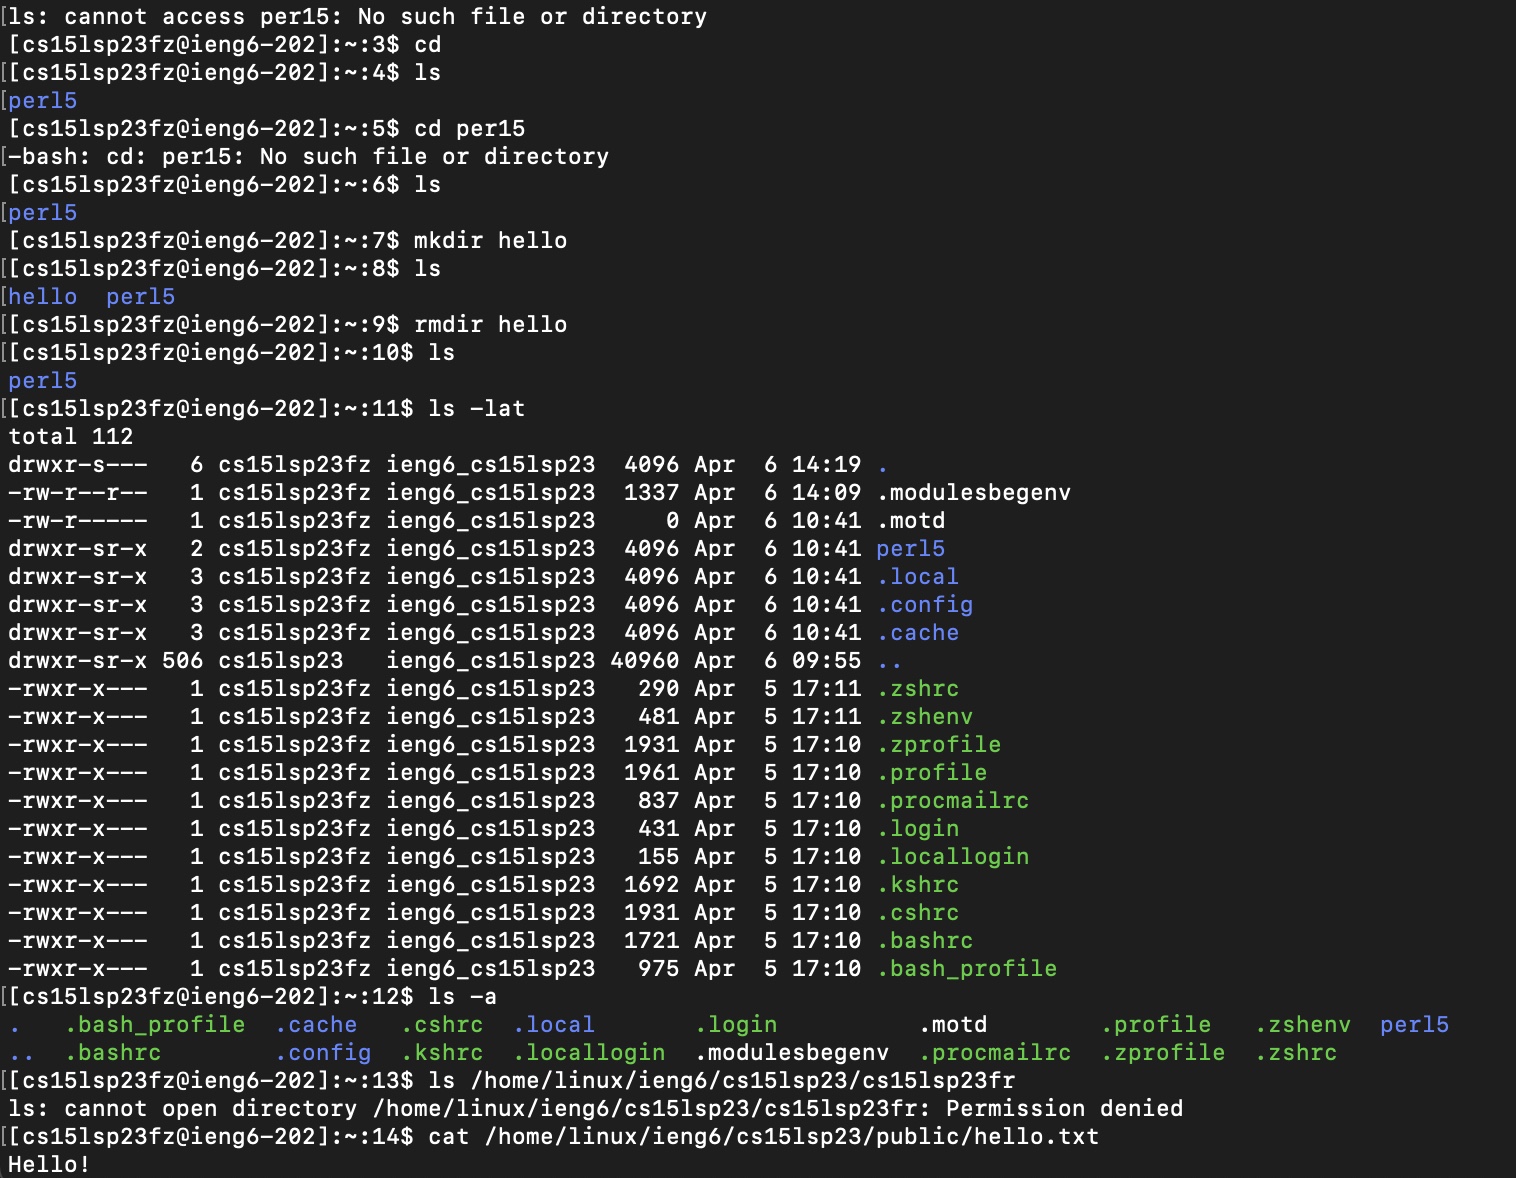 [ls: cannot access per15: No such file or directory
[cs15lsp23fz@ieng6-202]:~:3$ cd
[[cs15lsp23fz@ieng6-202]:~:4$ ls
[perl5
[cs15lsp23fz@ieng6-202]:~:5$ cd per15
[-bash: cd: per15: No such file or directory
[cs15lsp23fz@ieng6-202]:~:6$ ls
[perl5
[cs15lsp23fz@ieng6-202]:~:7$ mkdir hello
[[cs15lsp23fz@ieng6-202]:~:8$ ls
[hello  perl5
[[cs15lsp23fz@ieng6-202]:~:9$ rmdir hello
[[cs15lsp23fz@ieng6-202]:~:10$ ls
perl5
[[cs15lsp23fz@ieng6-202]:~:11$ ls -lat
total 112
drwxr-s---   6 cs15lsp23fz ieng6_cs15lsp23  4096 Apr  6 14:19 .
-rw-r--r--   1 cs15lsp23fz ieng6_cs15lsp23  1337 Apr  6 14:09 .modulesbegenv
-rw-r-----   1 cs15lsp23fz ieng6_cs15lsp23     0 Apr  6 10:41 .motd
drwxr-sr-x   2 cs15lsp23fz ieng6_cs15lsp23  4096 Apr  6 10:41 perl5
drwxr-sr-x   3 cs15lsp23fz ieng6_cs15lsp23  4096 Apr  6 10:41 .local
drwxr-sr-x   3 cs15lsp23fz ieng6_cs15lsp23  4096 Apr  6 10:41 .config
drwxr-sr-x   3 cs15lsp23fz ieng6_cs15lsp23  4096 Apr  6 10:41 .cache
drwxr-sr-x 506 cs15lsp23   ieng6_cs15lsp23 40960 Apr  6 09:55 ..
-rwxr-x---   1 cs15lsp23fz ieng6_cs15lsp23   290 Apr  5 17:11 .zshrc
-rwxr-x---   1 cs15lsp23fz ieng6_cs15lsp23   481 Apr  5 17:11 .zshenv
-rwxr-x---   1 cs15lsp23fz ieng6_cs15lsp23  1931 Apr  5 17:10 .zprofile
-rwxr-x---   1 cs15lsp23fz ieng6_cs15lsp23  1961 Apr  5 17:10 .profile
-rwxr-x---   1 cs15lsp23fz ieng6_cs15lsp23   837 Apr  5 17:10 .procmailrc
-rwxr-x---   1 cs15lsp23fz ieng6_cs15lsp23   431 Apr  5 17:10 .login
-rwxr-x---   1 cs15lsp23fz ieng6_cs15lsp23   155 Apr  5 17:10 .locallogin
-rwxr-x---   1 cs15lsp23fz ieng6_cs15lsp23  1692 Apr  5 17:10 .kshrc
-rwxr-x---   1 cs15lsp23fz ieng6_cs15lsp23  1931 Apr  5 17:10 .cshrc
-rwxr-x---   1 cs15lsp23fz ieng6_cs15lsp23  1721 Apr  5 17:10 .bashrc
-rwxr-x---   1 cs15lsp23fz ieng6_cs15lsp23   975 Apr  5 17:10 .bash_profile
[[cs15lsp23fz@ieng6-202]:~:12$ ls -a
.   .bash_profile  .cache   .cshrc  .local       .login          .motd        .profile   .zshenv  perl5
..  .bashrc        .config  .kshrc  .locallogin  .modulesbegenv  .procmailrc  .zprofile  .zshrc
[[cs15lsp23fz@ieng6-202]:~:13$ ls /home/linux/ieng6/cs15lsp23/cs15lsp23fr
ls: cannot open directory /home/linux/ieng6/cs15lsp23/cs15lsp23fr: Permission denied
[[cs15lsp23fz@ieng6-202]:~:14$ cat /home/linux/ieng6/cs15lsp23/public/hello.txt
Hello!